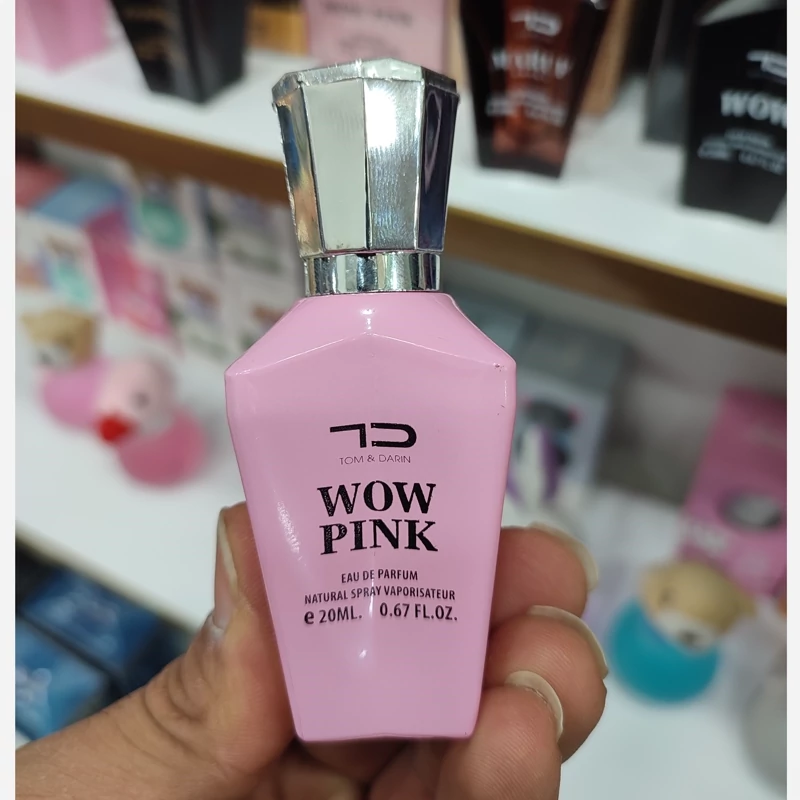 TD
TOM & DARIN
WOW
PINK
EAU DE PARFUM
NATURAL SPRAY VAPORISATEUR
e 20ML. 0.67 FL.OZ.
WOW